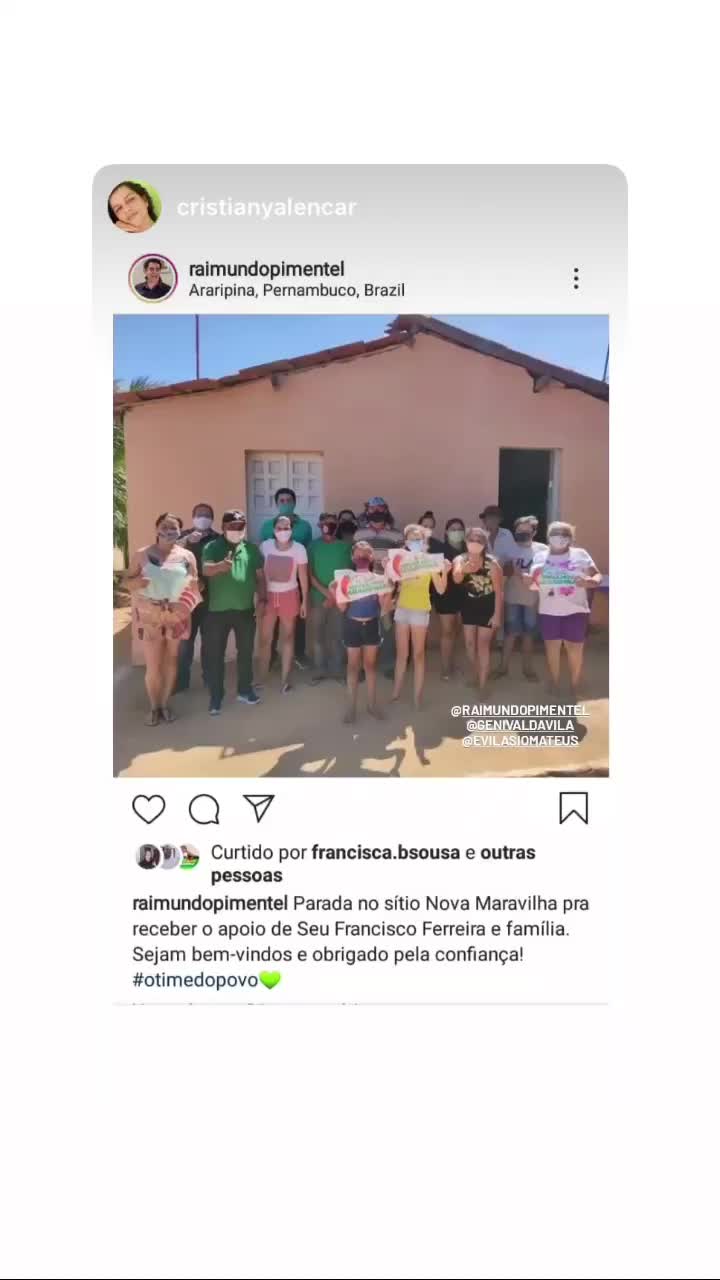 cristianyalencar
raimundopimentel
Araripina, Pernambuco, Brazil
@RAIMUNDOPIMENTEL
@GENIVALDAVILA
@EVILASIOMATEUS
Curtido por francisca.bsousa e outras
pessoas
raimundopimentel Parada no sítio Nova Maravilha pra
receber o apoio de Seu Francisco Ferreira e família.
Sejam bem-vindos e obrigado pela confiança!
#otimedopovo💚